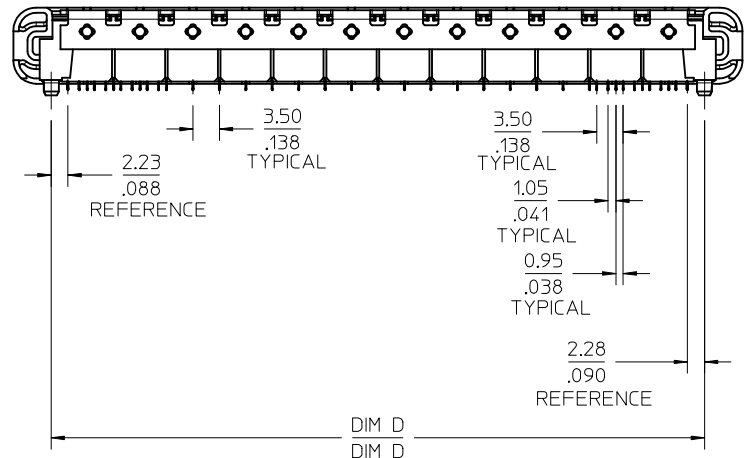 3.50
.138
TYPICAL
3.50
.138
TYPICAL
2.23
.088
REFERENCE
1.05
.041
TYPICAL
0.95
.038
TYPICAL
2.28
.090
REFERENCE
DIM D
DIM D